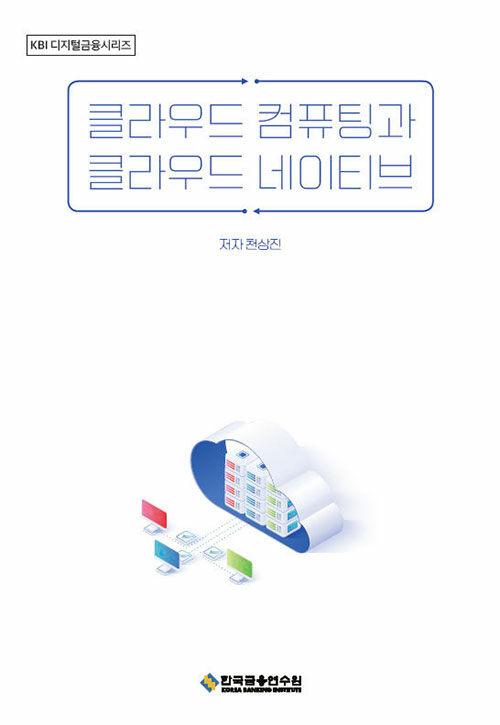 KBI 디지털금융시리즈
클라우드 컴퓨팅과
클라우드 네이티브
저자 천상진
한국금융연수원
KOREA BANKING INSTITUTE